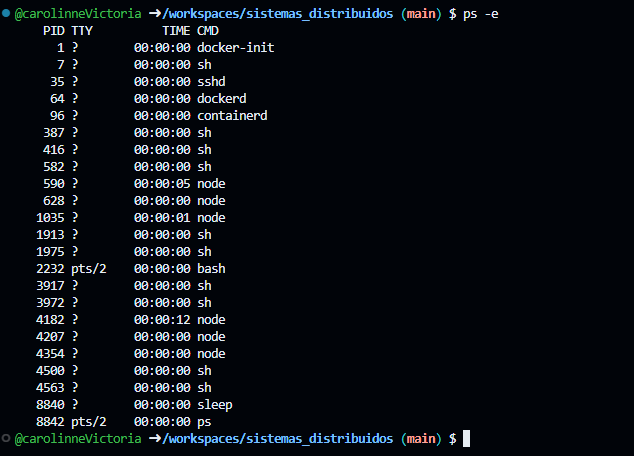 @carolinneVictoria ➜/workspaces/sistemas_distribuidos (main) $ ps -e
PID TTY TIME CMD
1 ? 00:00:00 docker-init
7 ? 00:00:00 sh
35 ? 00:00:00 sshd
64 ? 00:00:00 dockerd
96 ? 00:00:00 containerd
387 ? 00:00:00 sh
416 ? 00:00:00 sh
582 ? 00:00:00 sh
590 ? 00:00:05 node
628 ? 00:00:00 node
1035 ? 00:00:01 node
1913 ? 00:00:00 sh
1975 ? 00:00:00 sh
2232 pts/2 00:00:00 bash
3917 ? 00:00:00 sh
3972 ? 00:00:00 sh
4182 ? 00:00:12 node
4207 ? 00:00:00 node
4354 ? 00:00:00 node
4500 ? 00:00:00 sh
4563 ? 00:00:00 sh
8840 ? 00:00:00 sleep
8842 pts/2 00:00:00 ps
@carolinneVictoria ➜/workspaces/sistemas_distribuidos (main) $